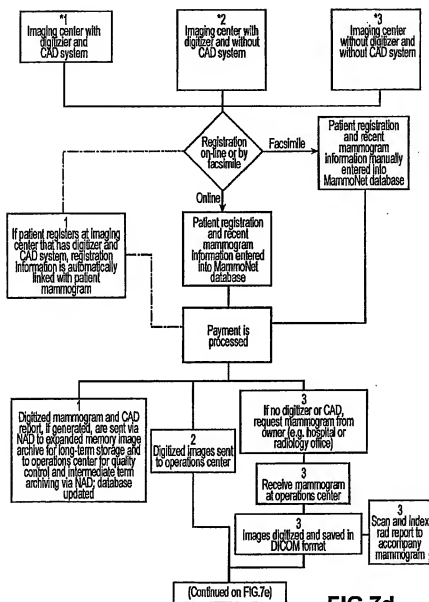 *1
Imaging center with
digitizier and
CAD system
*2
Imaging center with
digitizer and without
CAD system
*3
Imaging center
without digitizer and
without CAD system
Registration
on-line or by
facsimile
Facsimile
Patient registration
and recent
mammogram
information manually
entered into
MammoNet
database
Online
1
If patient registers at imaging
center that has digitizer and
CAD system, registration
information is automatically
linked with patient
mammogram
Patient registration
and recent
mammogram
information entered
into MammoNet
database
Payment is
processed
1
Digitized mammogram and CAD
report, if generated, are sent via
NAD to expanded memory image
archive for long-term storage and
to operations center for quality
control and intermediate term
archiving via NAD; database
updated
2
Digitized images sent
to operations center
3
If no digitizer or CAD,
request mammogram from
owner (e.g. hospital or
radiology office)
3
Receive mammogram
at operations center
3
Images digitized and saved in
DICOM format
3
Scan and index
rad report to
accompany
mammogram
(Continued on FIG.7e)
FIG.7d